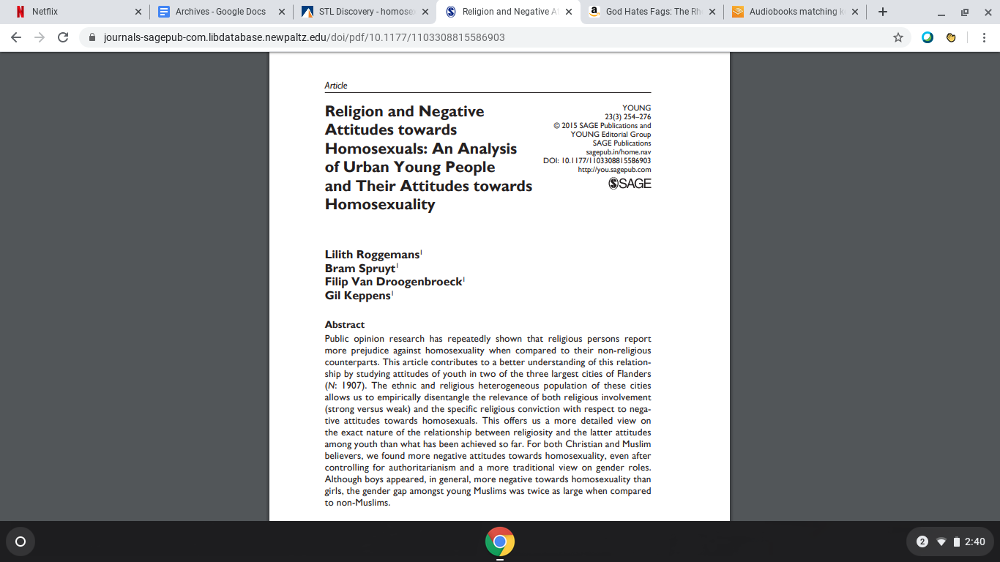 Netflix
Archives - Google Docs
STL Discovery - homose
Religion and Negative A
God Hates Fags: The Rh
Audiobooks matching k
journals-sagepub-com.libdatabase.newpaltz.edu/doi/pdf/10.1177/1103308815586903
Article
Religion and Negative
Attitudes towards
Homosexuals: An Analysis
of Urban Young People
and Their Attitudes towards
Homosexuality
YOUNG
23(3) 254–276
© 2015 SAGE Publications and
YOUNG Editorial Group
SAGE Publications
sagepub.in/home.nav
DOI: 10.1177/1103308815586903
http://you.sagepub.com
SAGE
Lilith Roggemans1
Bram Spruyt1
Filip Van Droogenbroeck1
Gil Keppens1
Abstract
Public opinion research has repeatedly shown that religious persons report
more prejudice against homosexuality when compared to their non-religious
counterparts. This article contributes to a better understanding of this relation-
ship by studying attitudes of youth in two of the three largest cities of Flanders
(N: 1907). The ethnic and religious heterogeneous population of these cities
allows us to empirically disentangle the relevance of both religious involvement
(strong versus weak) and the specific religious conviction with respect to nega-
tive attitudes towards homosexuals. This offers us a more detailed view on
the exact nature of the relationship between religiosity and the latter attitudes
among youth than what has been achieved so far. For both Christian and Muslim
believers, we found more negative attitudes towards homosexuality, even after
controlling for authoritarianism and a more traditional view on gender roles.
Although boys appeared, in general, more negative towards homosexuality than
girls, the gender gap amongst young Muslims was twice as large when compared
to non-Muslims.
2
2:40